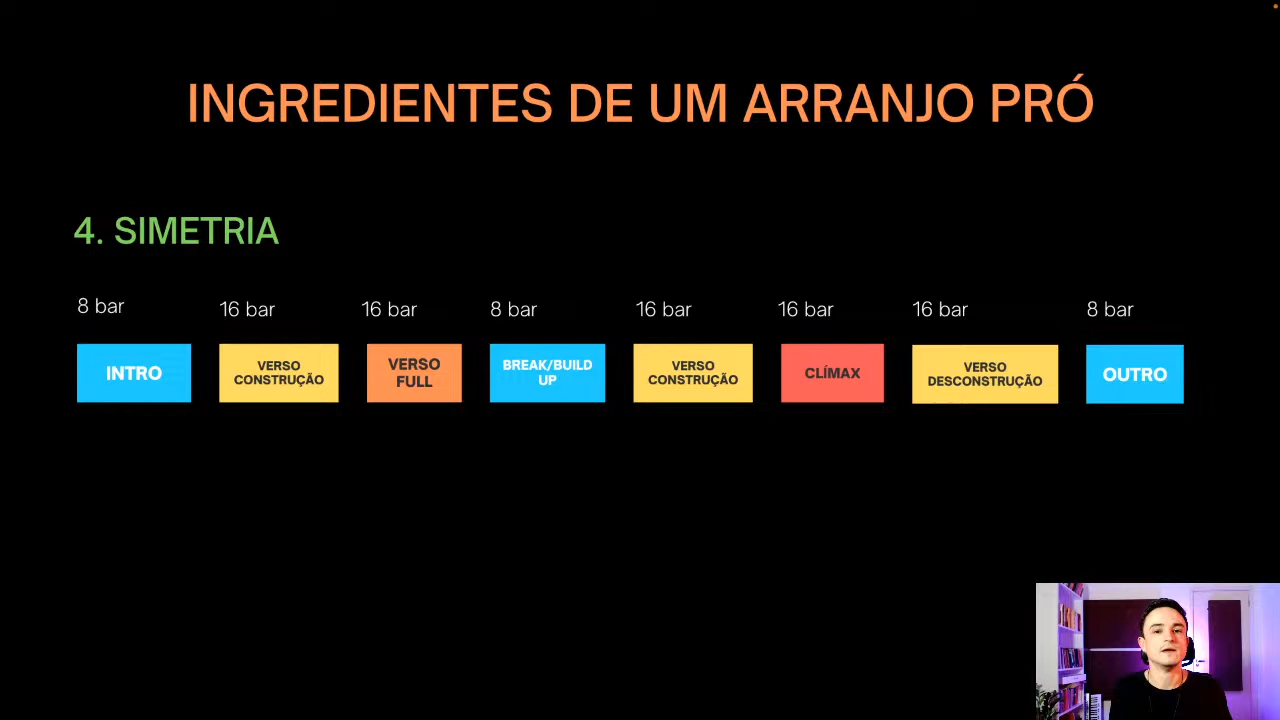 INGREDIENTES DE UM ARRANJO PRÓ
4. SIMETRIA
8 bar
16 bar
16 bar
8 bar
16 bar
16 bar
16 bar
8 bar
INTRO
VERSO
CONSTRUÇÃO
VERSO
FULL
BREAK/BUILD
UP
VERSO
CONSTRUÇÃO
CLÍMAX
VERSO
DESCONSTRUÇÃO
OUTRO